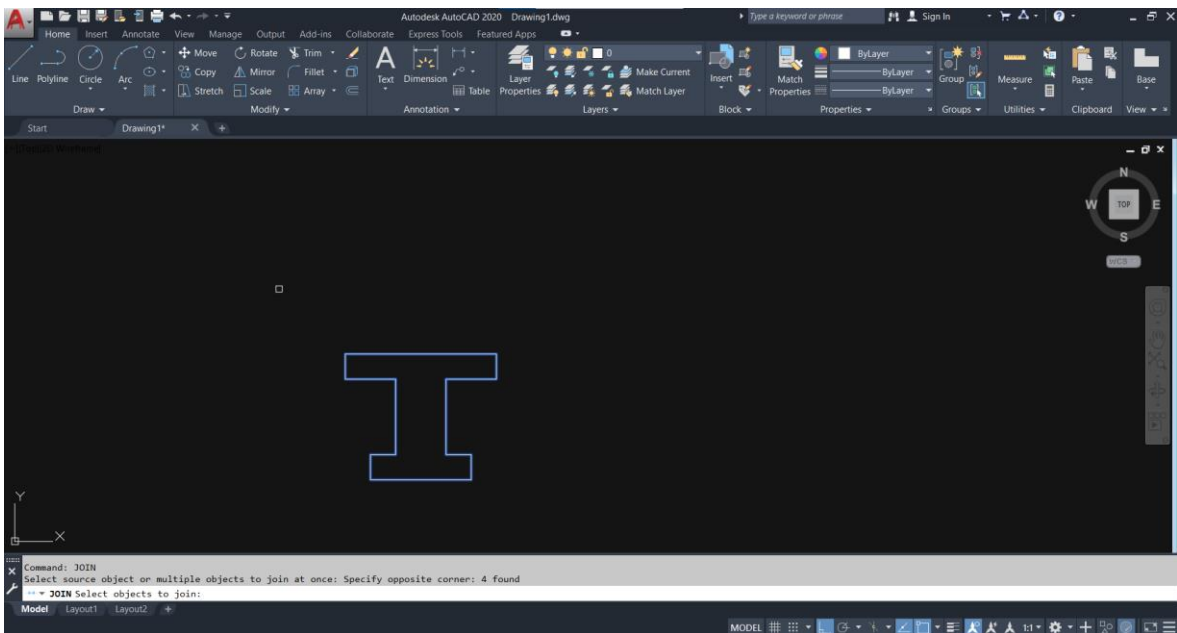 Autodesk AutoCAD 2020 Drawing1.dwg
Type a keyword or phrase
Sign In
Home Insert Annotate View Manage Output Add-ins Collaborate Express Tools Featured Apps
Line Polyline Circle Arc
Move Rotate Trim
Copy Mirror Fillet
Stretch Scale Array
Text Dimension
Table
Layer Properties
0
Make Current
Match Layer
Insert
Match Properties
ByLayer
ByLayer
ByLayer
Group
Measure
Paste
Base
Draw Modify Annotation Layers Block Properties Groups Utilities Clipboard View
Start Drawing1* +
N
W TOP E
S
WCS
Y
X
Command: JOIN
Select source object or multiple objects to join at once: Specify opposite corner: 4 found
JOIN Select objects to join:
Model Layout1 Layout2 +
MODEL 1:1